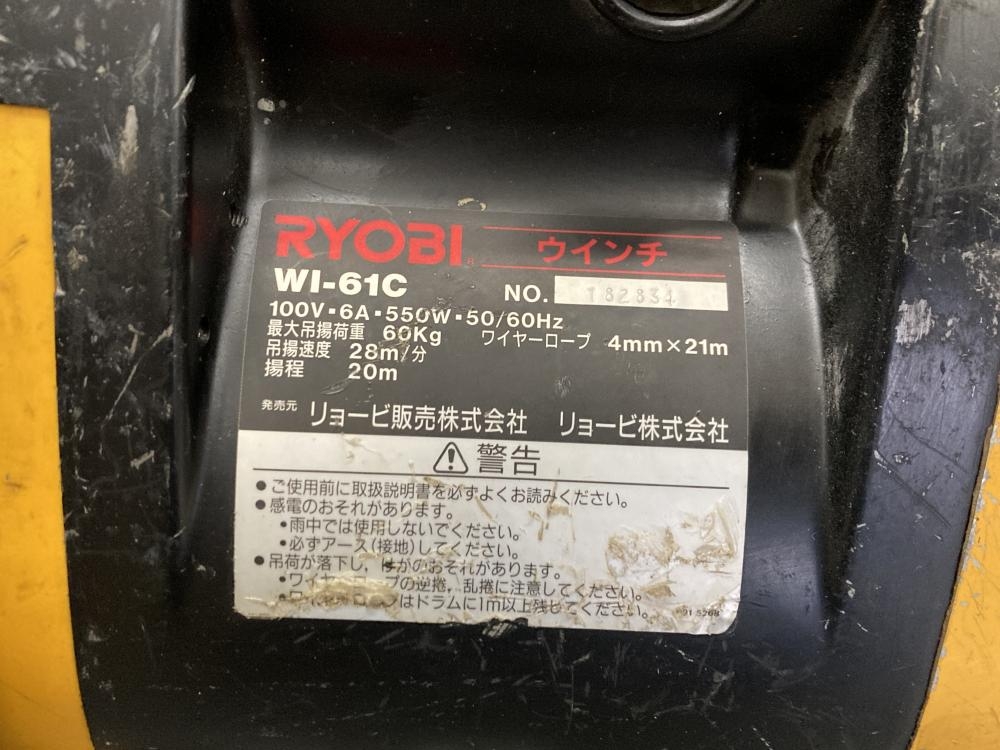 RYOBI ウインチ
WI-61C NO. 182834
100V・6A・550W・50/60Hz
最大吊揚荷重 60Kg ワイヤーロープ 4mm×21m
吊揚速度 28m/分
揚程 20m
発売元 リョービ販売株式会社 リョービ株式会社
⚠警告
●ご使用前に取扱説明書を必ずよくお読みください。
●感電のおそれがあります。
•雨中では使用しないでください。
•必ずアース(接地)してください。
●吊荷が落下し、けがのおそれがあります。
•ワイヤーロープの逆捲、乱捲に注意してください。
•ワイヤーロープはドラムに1m以上残してください。